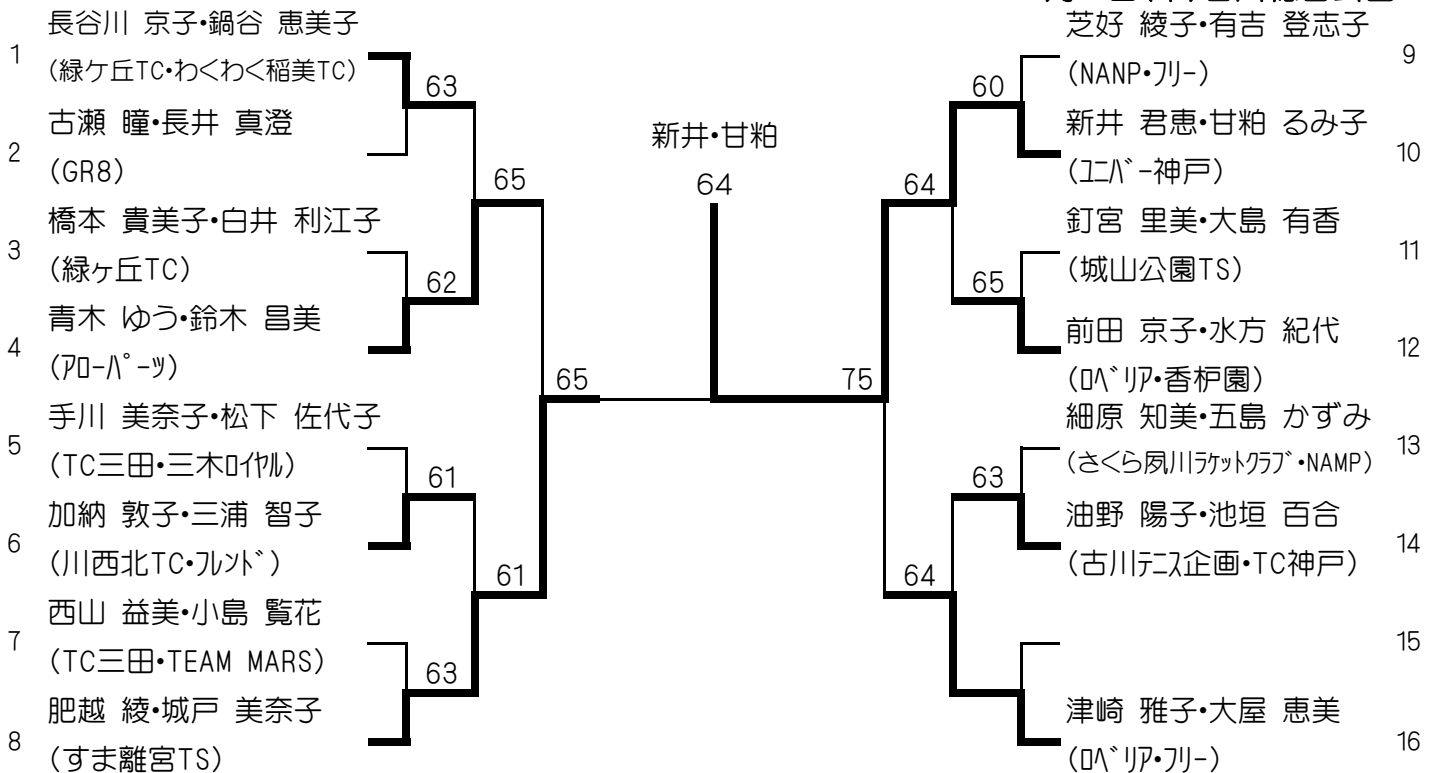 長谷川 京子・鍋谷 恵美子
1
(緑ケ丘TC・わくわく稲美TC)
63
古瀬 瞳・長井 真澄
2
(GR8)
65
橋本 貴美子・白井 利江子
3
(緑ヶ丘TC)
62
青木 ゆう・鈴木 昌美
4
(ｱﾛｰﾊﾟｰﾂ)
65
手川 美奈子・松下 佐代子
5
(TC三田・三木ﾛｲﾔﾙ)
61
加納 敦子・三浦 智子
6
(川西北TC・ﾌﾚﾝﾄﾞ)
61
西山 益美・小島 覧花
7
(TC三田・TEAM MARS)
63
肥越 綾・城戸 美奈子
8
(すま離宮TS)
新井・甘粕
64
芝好 綾子・有吉 登志子
9
(NANP・ﾌﾘｰ)
60
新井 君恵・甘粕 るみ子
10
(ﾕﾆﾊﾞｰ神戸)
64
釘宮 里美・大島 有香
11
(城山公園TS)
65
前田 京子・水方 紀代
12
(ﾛﾍﾞﾘｱ・香枦園)
75
細原 知美・五島 かずみ
13
(さくら夙川ﾗｹｯﾄｸﾗﾌﾞ・NAMP)
63
油野 陽子・池垣 百合
14
(古川ﾃﾆｽ企画・TC神戸)
64
15
津崎 雅子・大屋 恵美
16
(ﾛﾍﾞﾘｱ・ﾌﾘｰ)